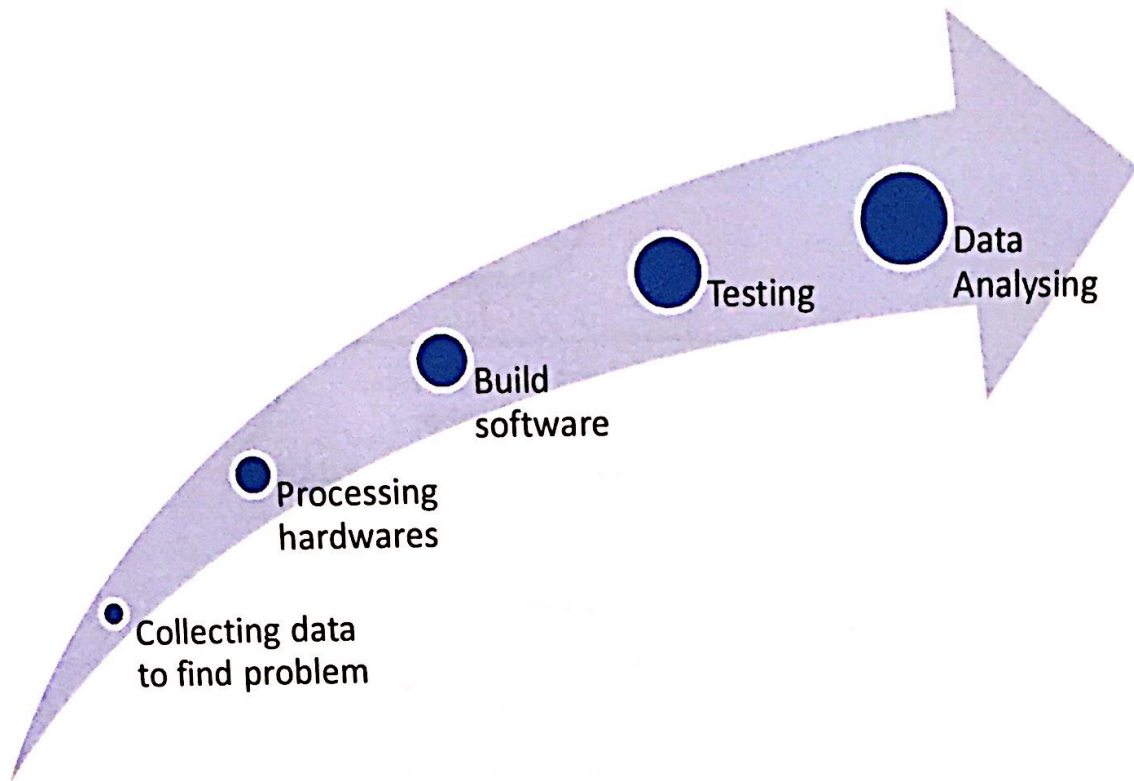 Collecting data
to find problem
Processing
hardwares
Build
software
Testing
Data
Analysing